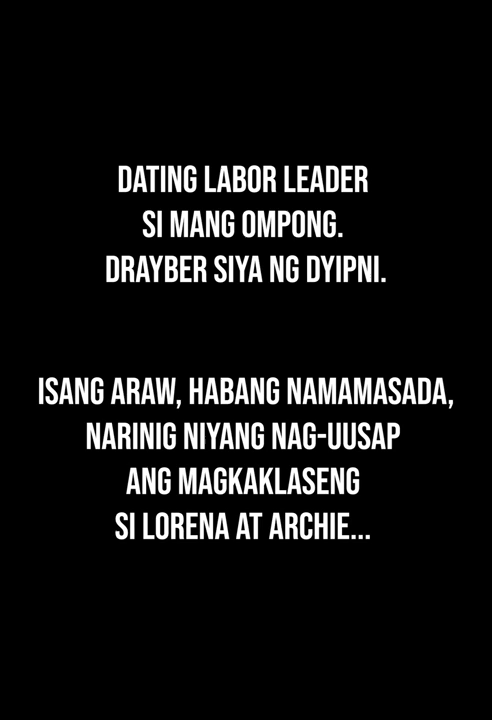 DATING LABOR LEADER
SI MANG OMPONG.
DRAYBER SIYA NG DYIPNI.
ISANG ARAW, HABANG NAMAMASADA,
NARINIG NIYANG NAG-UUSAP
ANG MAGKAKLASENG
SI LORENA AT ARCHIE...